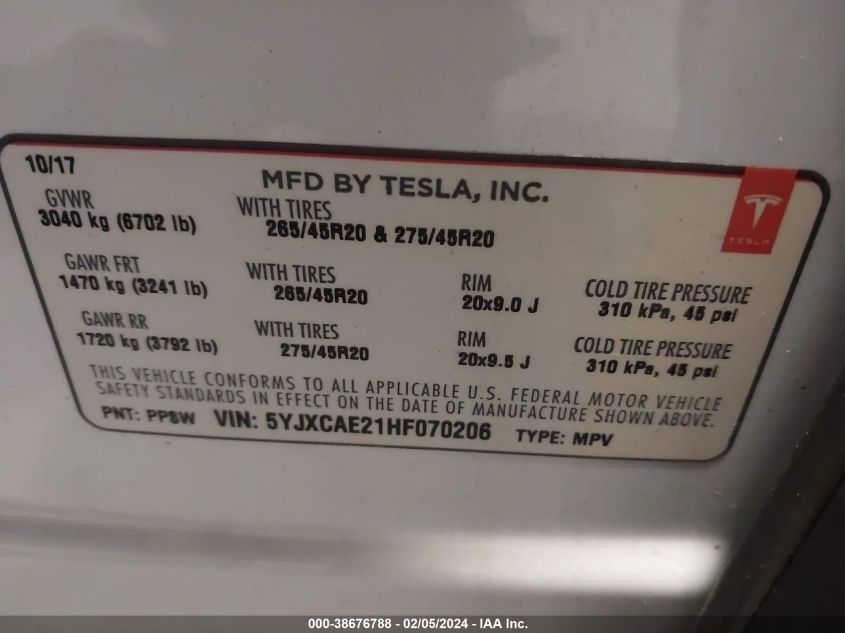 10/17
MFD BY TESLA, INC.
GVWR
3040 kg (6702 lb)
WITH TIRES
265/45R20 & 275/45R20
TESLA
GAWR FRT
1470 kg (3241 lb)
WITH TIRES
265/45R20
RIM
20x9.0 J
COLD TIRE PRESSURE
310 kPa, 45 psi
GAWR RR
1720 kg (3792 lb)
WITH TIRES
275/45R20
RIM
20x9.5 J
COLD TIRE PRESSURE
310 kPa, 45 psi
THIS VEHICLE CONFORMS TO ALL APPLICABLE U.S. FEDERAL MOTOR VEHICLE
SAFETY STANDARDS IN EFFECT ON THE DATE OF MANUFACTURE SHOWN ABOVE.
PNT: PPSW VIN: 5YJXCAE21HF070206 TYPE: MPV
000-38676788 - 02/05/2024 - IAA Inc.